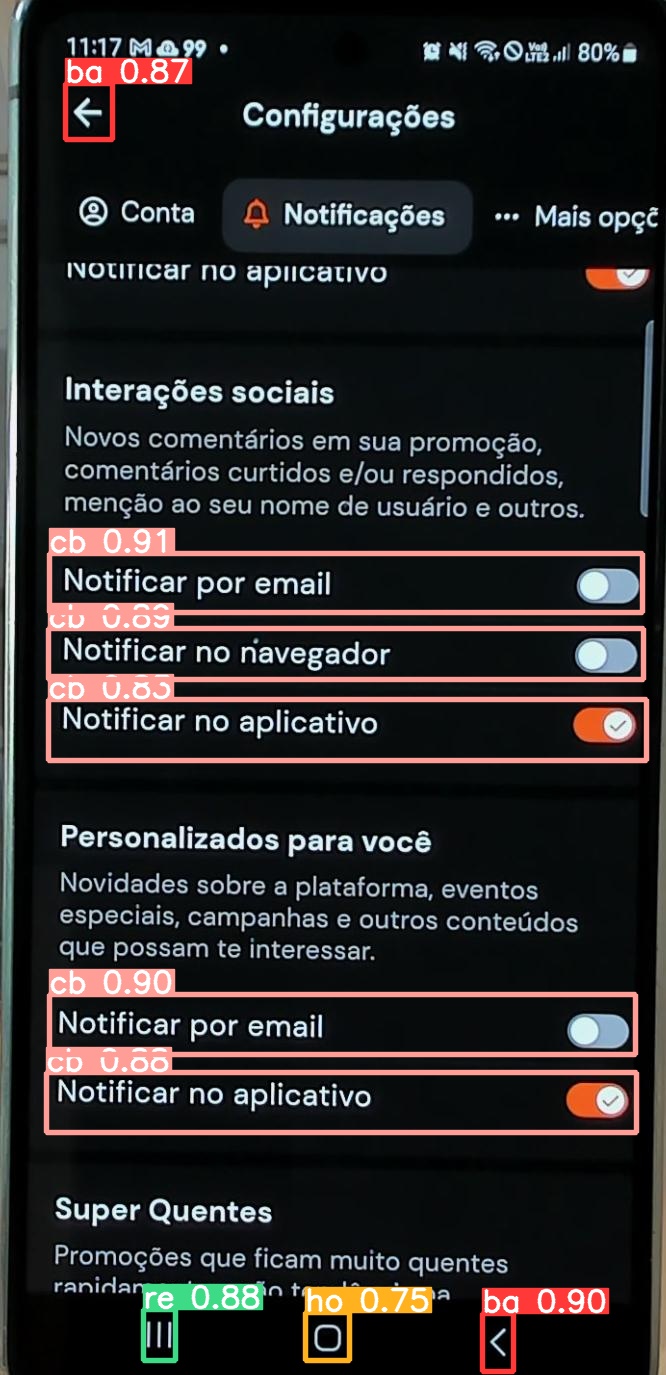 11:17 99
Vo)) LTE2 80%
ba 0.87
Configurações
Conta Notificações Mais opçõ
Notificar no aplicativo
Interações sociais
Novos comentários em sua promoção,
comentários curtidos e/ou respondidos,
menção ao seu nome de usuário e outros.
cb 0.91
Notificar por email
cb 0.89
Notificar no navegador
cb 0.83
Notificar no aplicativo
Personalizados para você
Novidades sobre a plataforma, eventos
especiais, campanhas e outros conteúdos
que possam te interessar.
cb 0.90
Notificar por email
cb 0.88
Notificar no aplicativo
Super Quentes
Promoções que ficam muito quentes
re 0.88 ho 0.75 ba 0.90